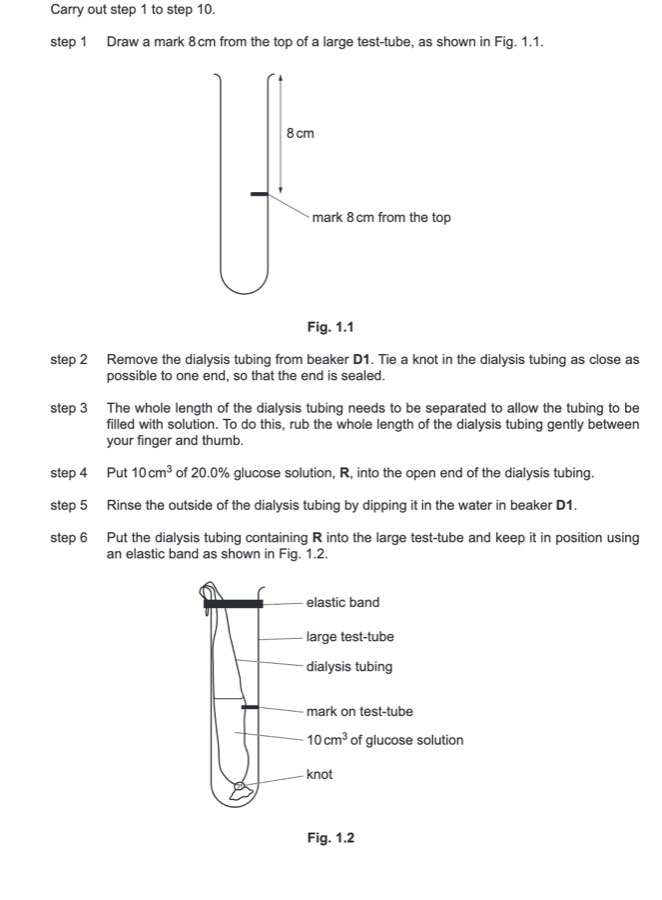 Carry out step 1 to step 10.
step 1 Draw a mark 8 cm from the top of a large test-tube, as shown in Fig. 1.1.
8 cm
mark 8 cm from the top
Fig. 1.1
step 2 Remove the dialysis tubing from beaker D1. Tie a knot in the dialysis tubing as close as
possible to one end, so that the end is sealed.
step 3 The whole length of the dialysis tubing needs to be separated to allow the tubing to be
filled with solution. To do this, rub the whole length of the dialysis tubing gently between
your finger and thumb.
step 4 Put 10 cm³ of 20.0% glucose solution, R, into the open end of the dialysis tubing.
step 5 Rinse the outside of the dialysis tubing by dipping it in the water in beaker D1.
step 6 Put the dialysis tubing containing R into the large test-tube and keep it in position using
an elastic band as shown in Fig. 1.2.
elastic band
large test-tube
dialysis tubing
mark on test-tube
10 cm³ of glucose solution
knot
Fig. 1.2